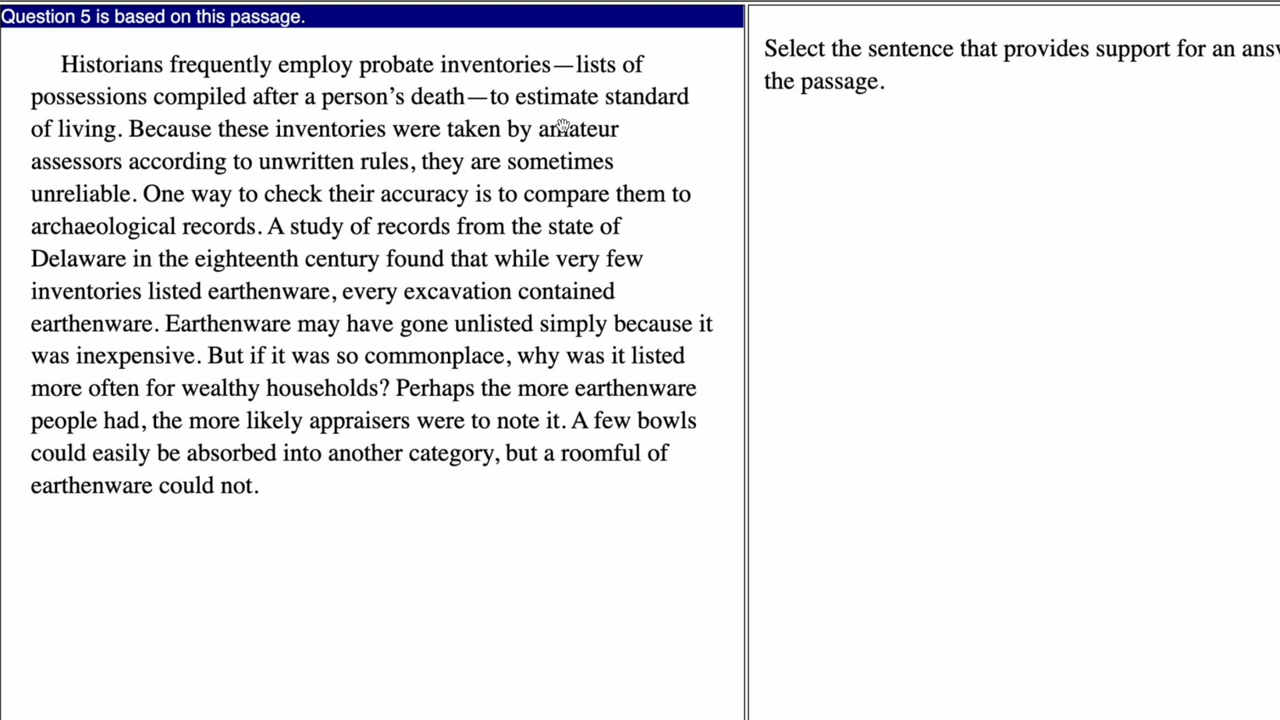 Question 5 is based on this passage.
Historians frequently employ probate inventories—lists of
possessions compiled after a person's death—to estimate standard
of living. Because these inventories were taken by amateur
assessors according to unwritten rules, they are sometimes
unreliable. One way to check their accuracy is to compare them to
archaeological records. A study of records from the state of
Delaware in the eighteenth century found that while very few
inventories listed earthenware, every excavation contained
earthenware. Earthenware may have gone unlisted simply because it
was inexpensive. But if it was so commonplace, why was it listed
more often for wealthy households? Perhaps the more earthenware
people had, the more likely appraisers were to note it. A few bowls
could easily be absorbed into another category, but a roomful of
earthenware could not.
Select the sentence that provides support for an
the passage.